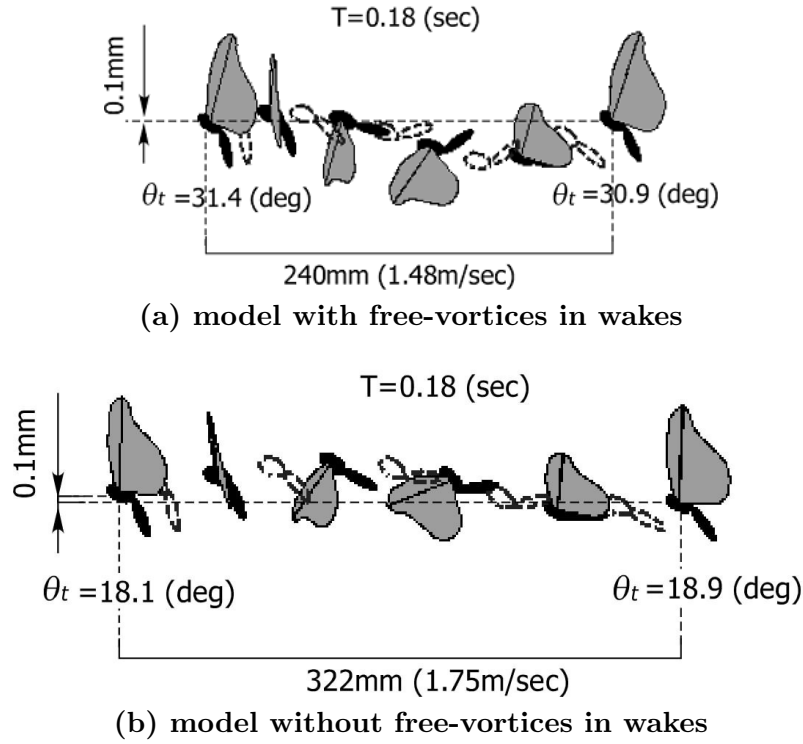 T=0.18 (sec)
0.1mm
θt =31.4 (deg)
θt =30.9 (deg)
240mm (1.48m/sec)
(a) model with free-vortices in wakes
T=0.18 (sec)
0.1mm
θt =18.1 (deg)
θt =18.9 (deg)
322mm (1.75m/sec)
(b) model without free-vortices in wakes